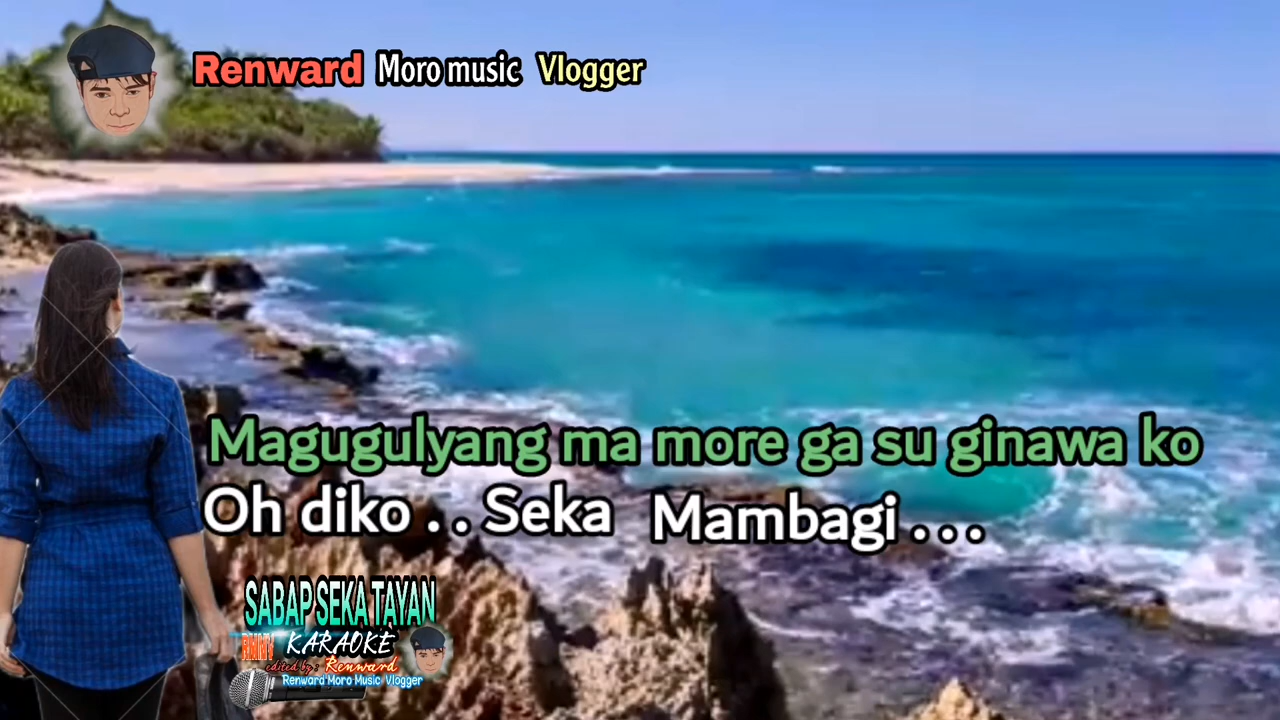 Renward Moro music Vlogger
Magugulyang ma more ga su ginawa ko
Oh diko . . Seka Mambagi . . .
SABAP SEKA TAYAN
KARAOKE
edited by: Renward
Renward Moro Music Vlogger